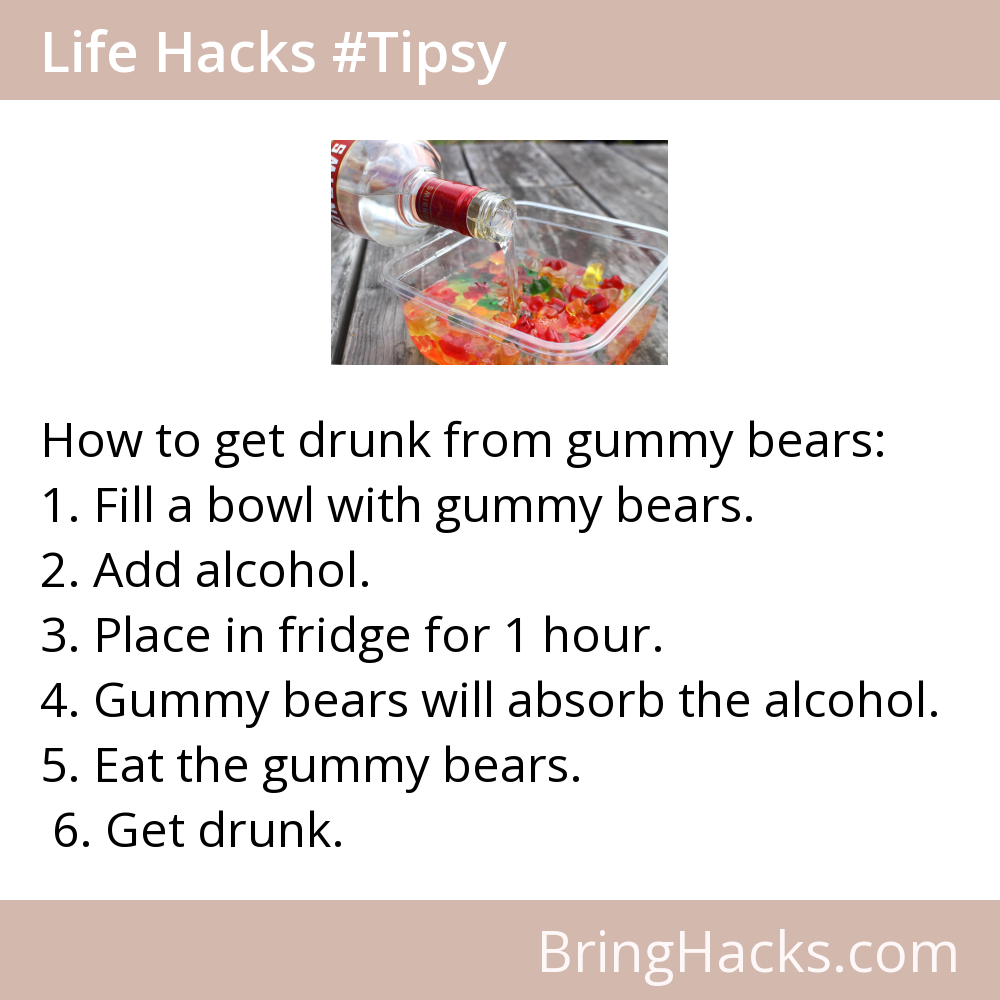 Life Hacks #Tipsy
How to get drunk from gummy bears:
1. Fill a bowl with gummy bears.
2. Add alcohol.
3. Place in fridge for 1 hour.
4. Gummy bears will absorb the alcohol.
5. Eat the gummy bears.
6. Get drunk.
BringHacks.com